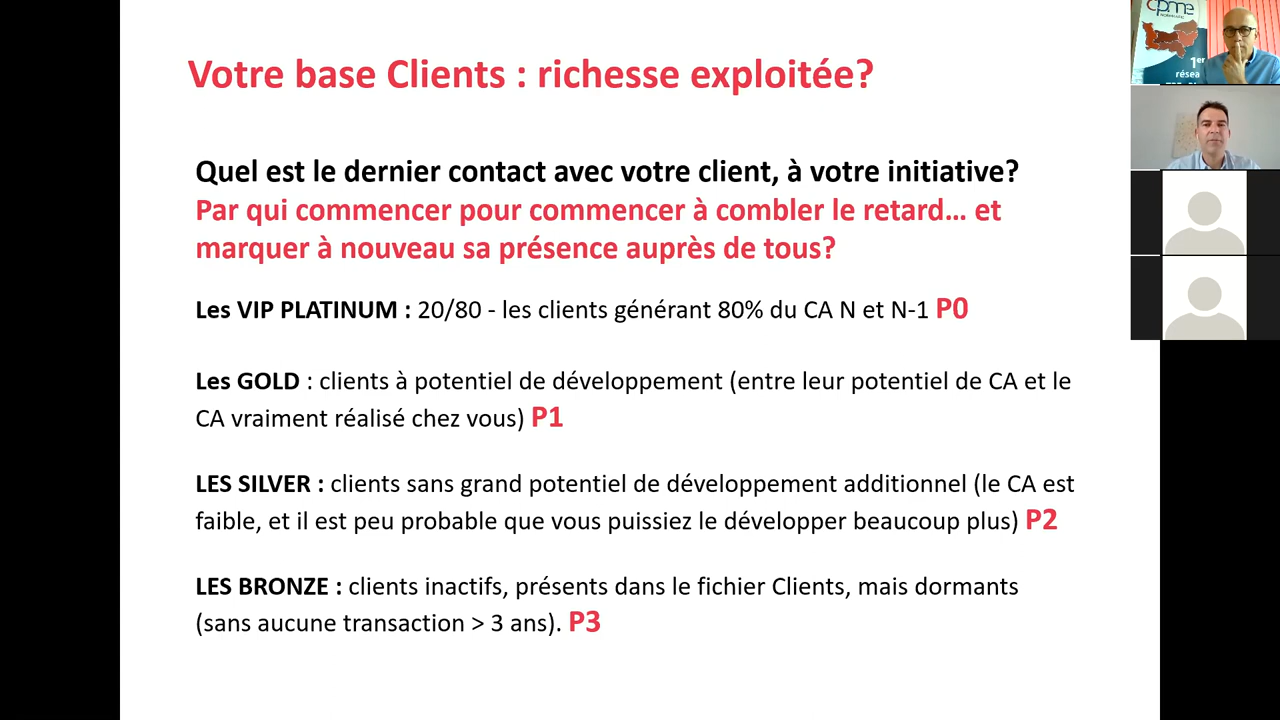 Votre base Clients : richesse exploitée?
Quel est le dernier contact avec votre client, à votre initiative?
Par qui commencer pour commencer à combler le retard... et
marquer à nouveau sa présence auprès de tous?
Les VIP PLATINUM : 20/80 - les clients générant 80% du CA N et N-1 P0
Les GOLD : clients à potentiel de développement (entre leur potentiel de CA et le
CA vraiment réalisé chez vous) P1
LES SILVER : clients sans grand potentiel de développement additionnel (le CA est
faible, et il est peu probable que vous puissiez le développer beaucoup plus) P2
LES BRONZE : clients inactifs, présents dans le fichier Clients, mais dormants
(sans aucune transaction > 3 ans). P3
cpme
1er
résea